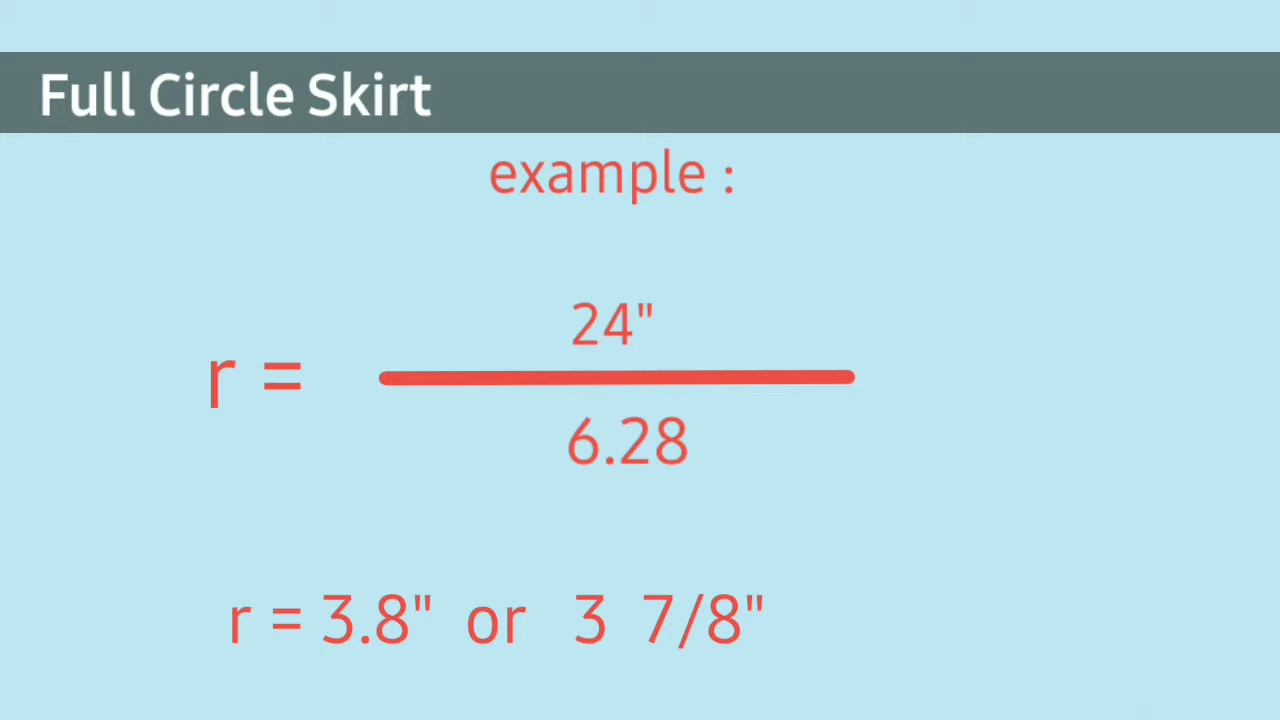 Full Circle Skirt
example :
24"
r =
6.28
r = 3.8" or 3 7/8"